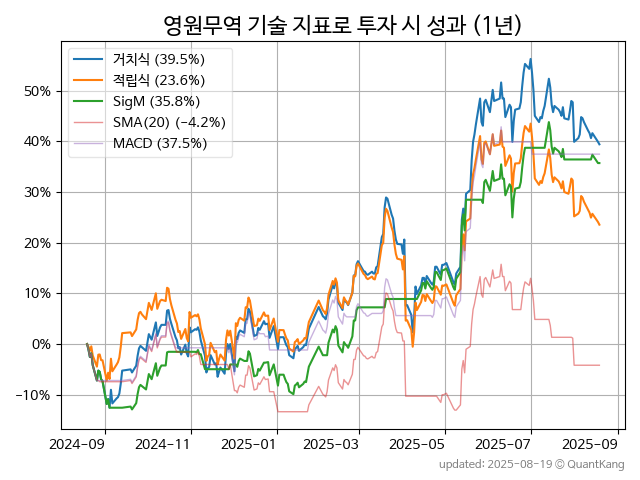 영원무역 기술 지표로 투자 시 성과 (1년)
거치식 (39.5%)
적립식 (23.6%)
SigM (35.8%)
SMA(20) (−4.2%)
MACD (37.5%)
50%
40%
30%
20%
10%
0%
−10%
2024-09 2024-11 2025-01 2025-03 2025-05 2025-07 2025-09
updated: 2025-08-19 ⓒ QuantKang